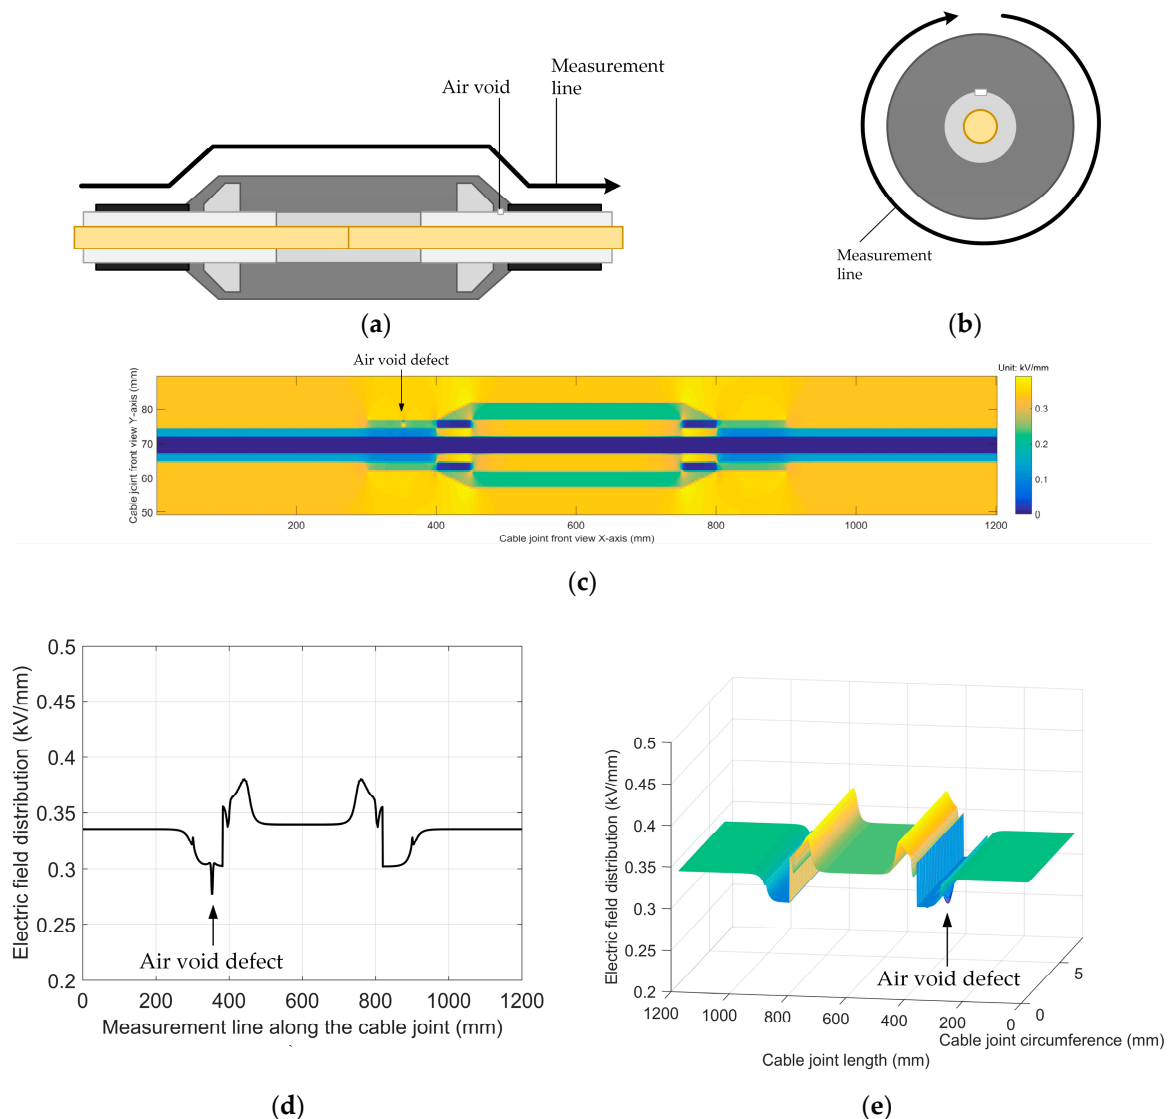 Air void
Measurement
line
Measurement
line
(a)
(b)
Air void defect
Unit: kV/mm
Cable joint front view Y-axis (mm)
80
70
60
50
200
400
600
800
1000
1200
Cable joint front view X-axis (mm)
0.3
0.2
0.1
0
(c)
Electric field distribution (kV/mm)
0.5
0.45
0.4
0.35
0.3
0.25
0.2
Air void defect
0
200
400
600
800
1000
1200
Measurement line along the cable joint (mm)
(d)
Electric field distribution (kV/mm)
0.5
0.45
0.4
0.35
0.3
0.25
0.2
Air void defect
1200
1000
800
600
400
200
0
0
5
Cable joint circumference (mm)
Cable joint length (mm)
(e)